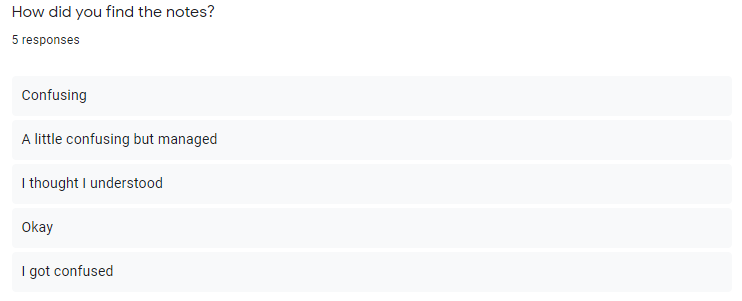 How did you find the notes?
5 responses
Confusing
A little confusing but managed
I thought I understood
Okay
I got confused